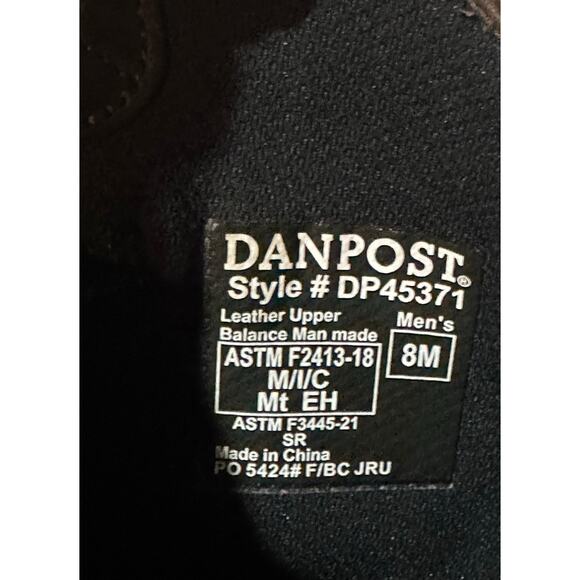 DANPOST®
Style # DP45371
Leather Upper
Balance Man made
Men's
8M
ASTM F2413-18
M/I/C
Mt EH
ASTM F3445-21
SR
Made in China
PO 5424# F/BC JRU